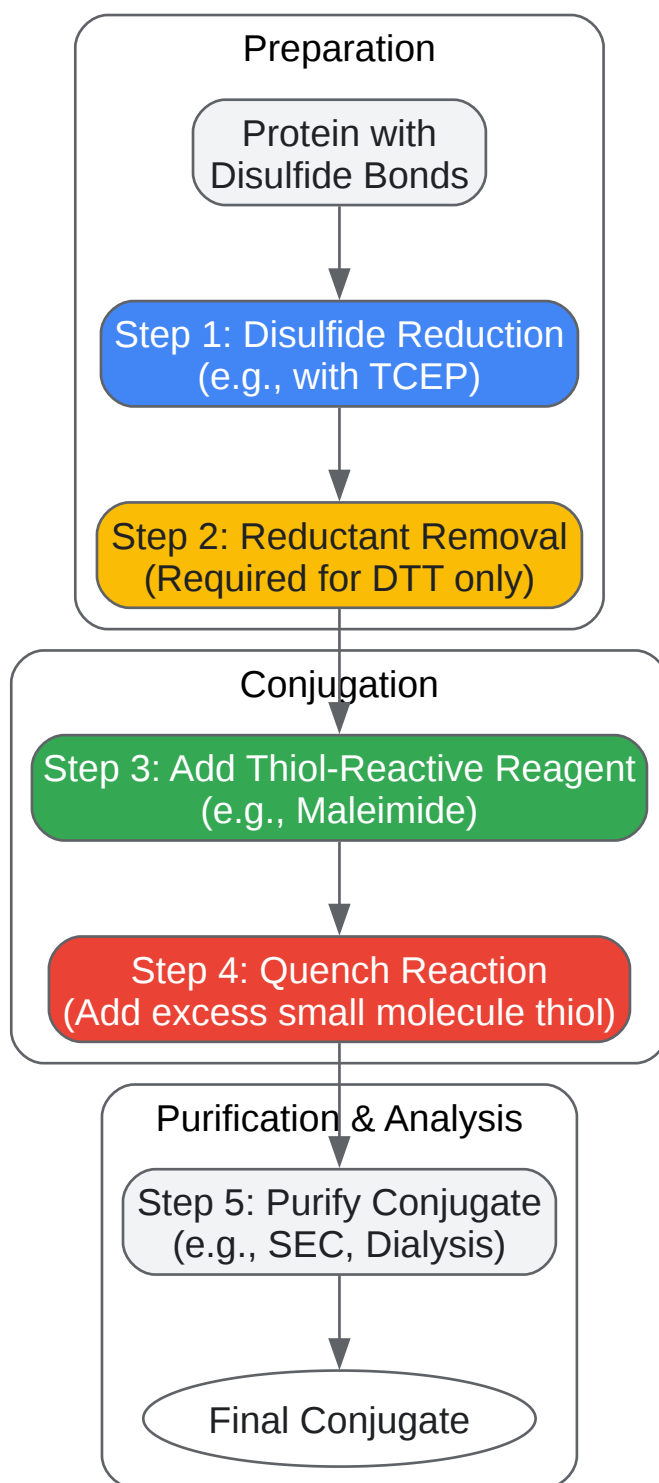 Preparation
Protein with
Disulfide Bonds
Step 1: Disulfide Reduction
(e.g., with TCEP)
Step 2: Reductant Removal
(Required for DTT only)
Conjugation
Step 3: Add Thiol-Reactive Reagent
(e.g., Maleimide)
Step 4: Quench Reaction
(Add excess small molecule thiol)
Purification & Analysis
Step 5: Purify Conjugate
(e.g., SEC, Dialysis)
Final Conjugate